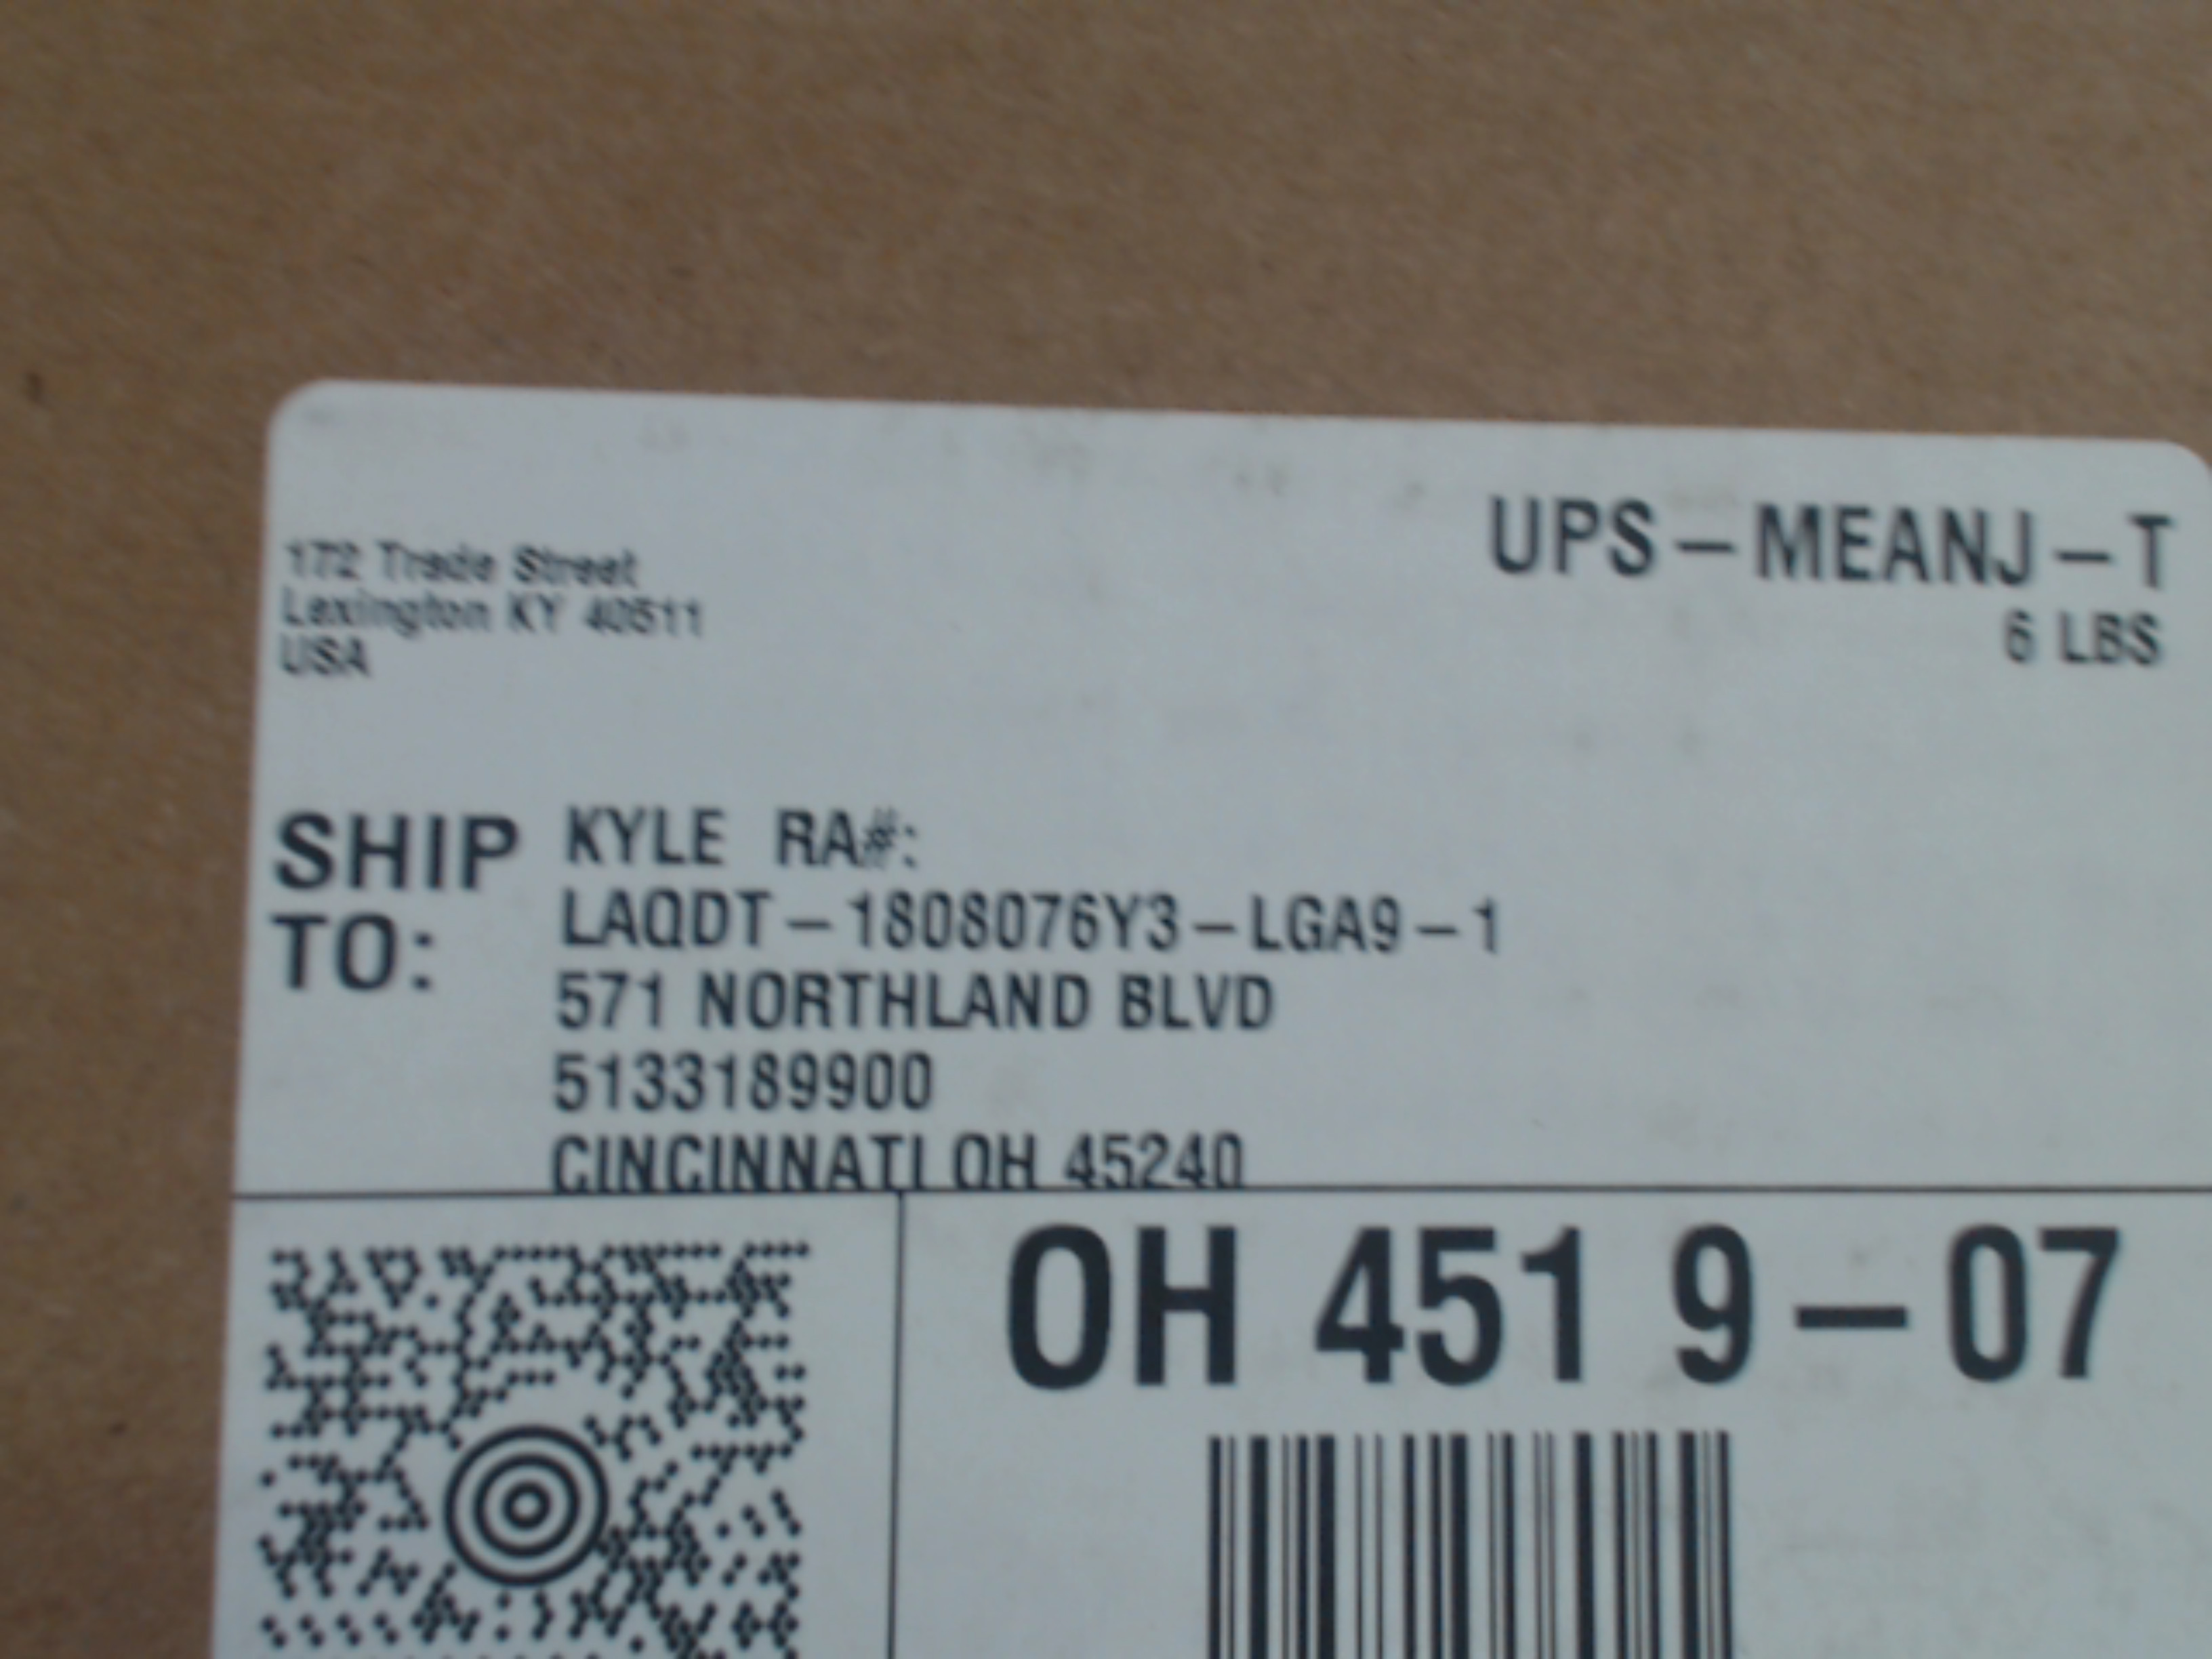 172 Trade Street
Lexington KY 40511
USA
UPS-MEANJ-T
6 LBS
SHIP TO:
KYLE RA#:
LAQDT-1808076Y3-LGA9-1
571 NORTHLAND BLVD
5133189900
CINCINNATI OH 45240
OH 451 9-07